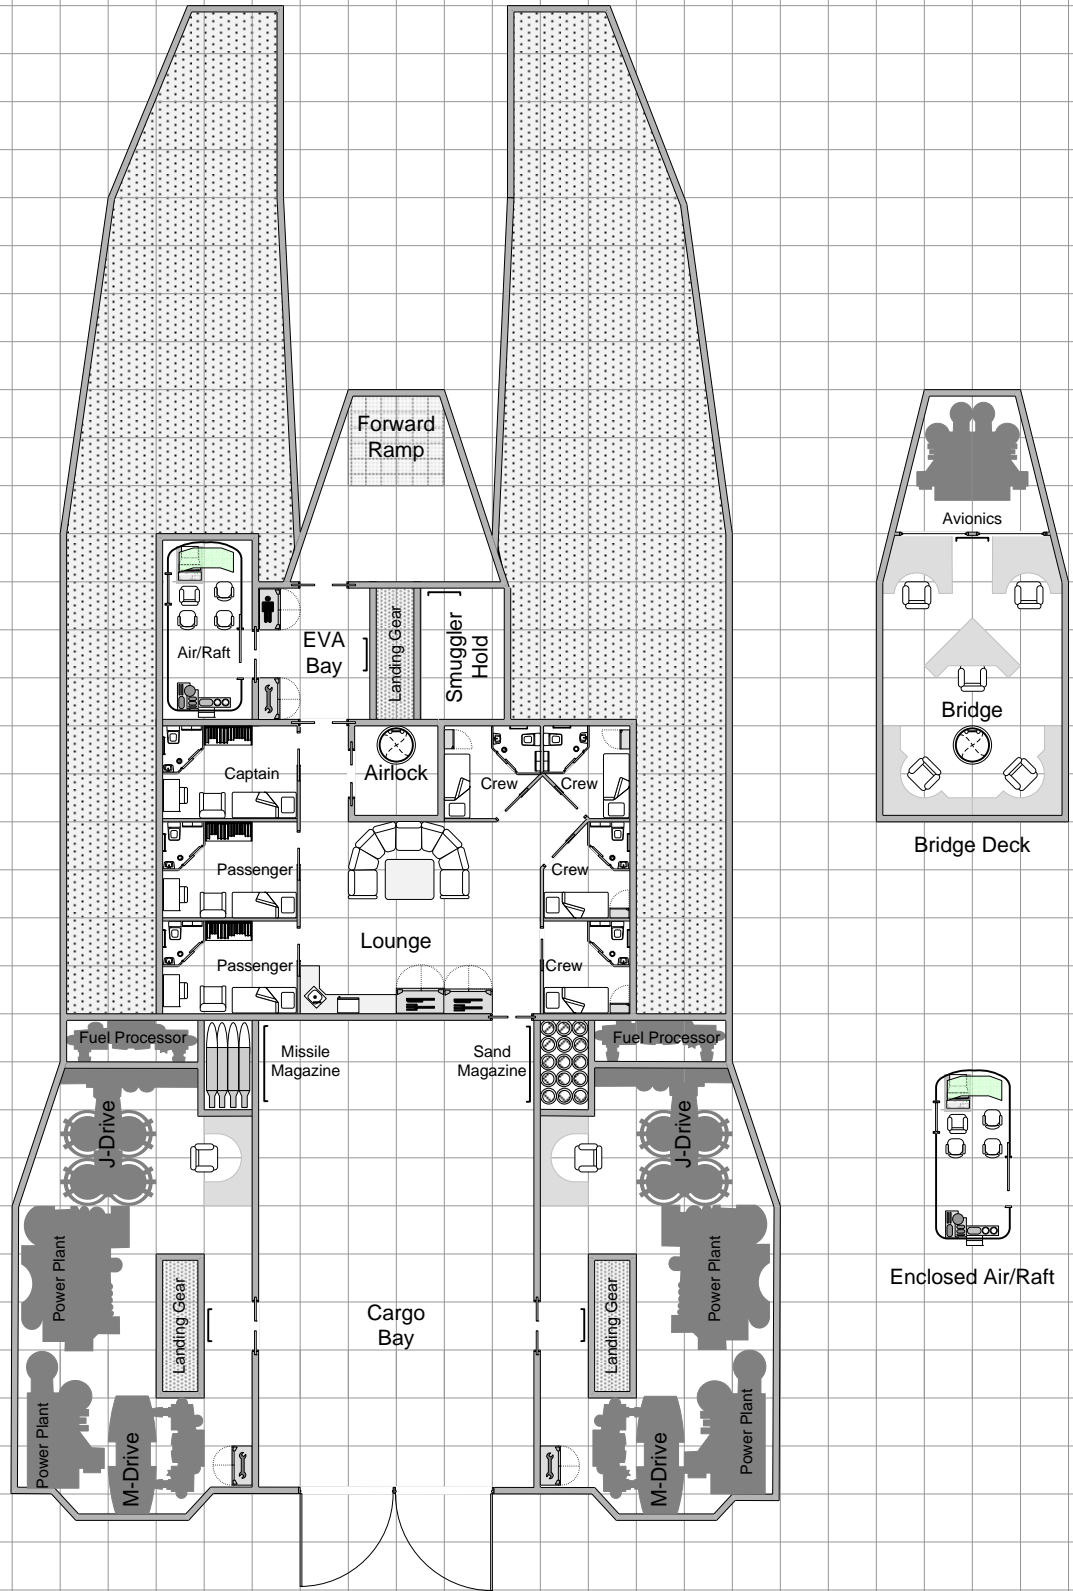 Forward
Ramp
Avionics
Air/Raft
EVA
Bay
Landing Gear
Smuggler
Hold
Bridge
Captain
Airlock
Crew
Crew
Bridge Deck
Passenger
Crew
Lounge
Passenger
Crew
Fuel Processor
Fuel Processor
Missile
Magazine
Sand
Magazine
J-Drive
J-Drive
Power Plant
Power Plant
Enclosed Air/Raft
Landing Gear
Landing Gear
Cargo
Bay
Power Plant
Power Plant
M-Drive
M-Drive